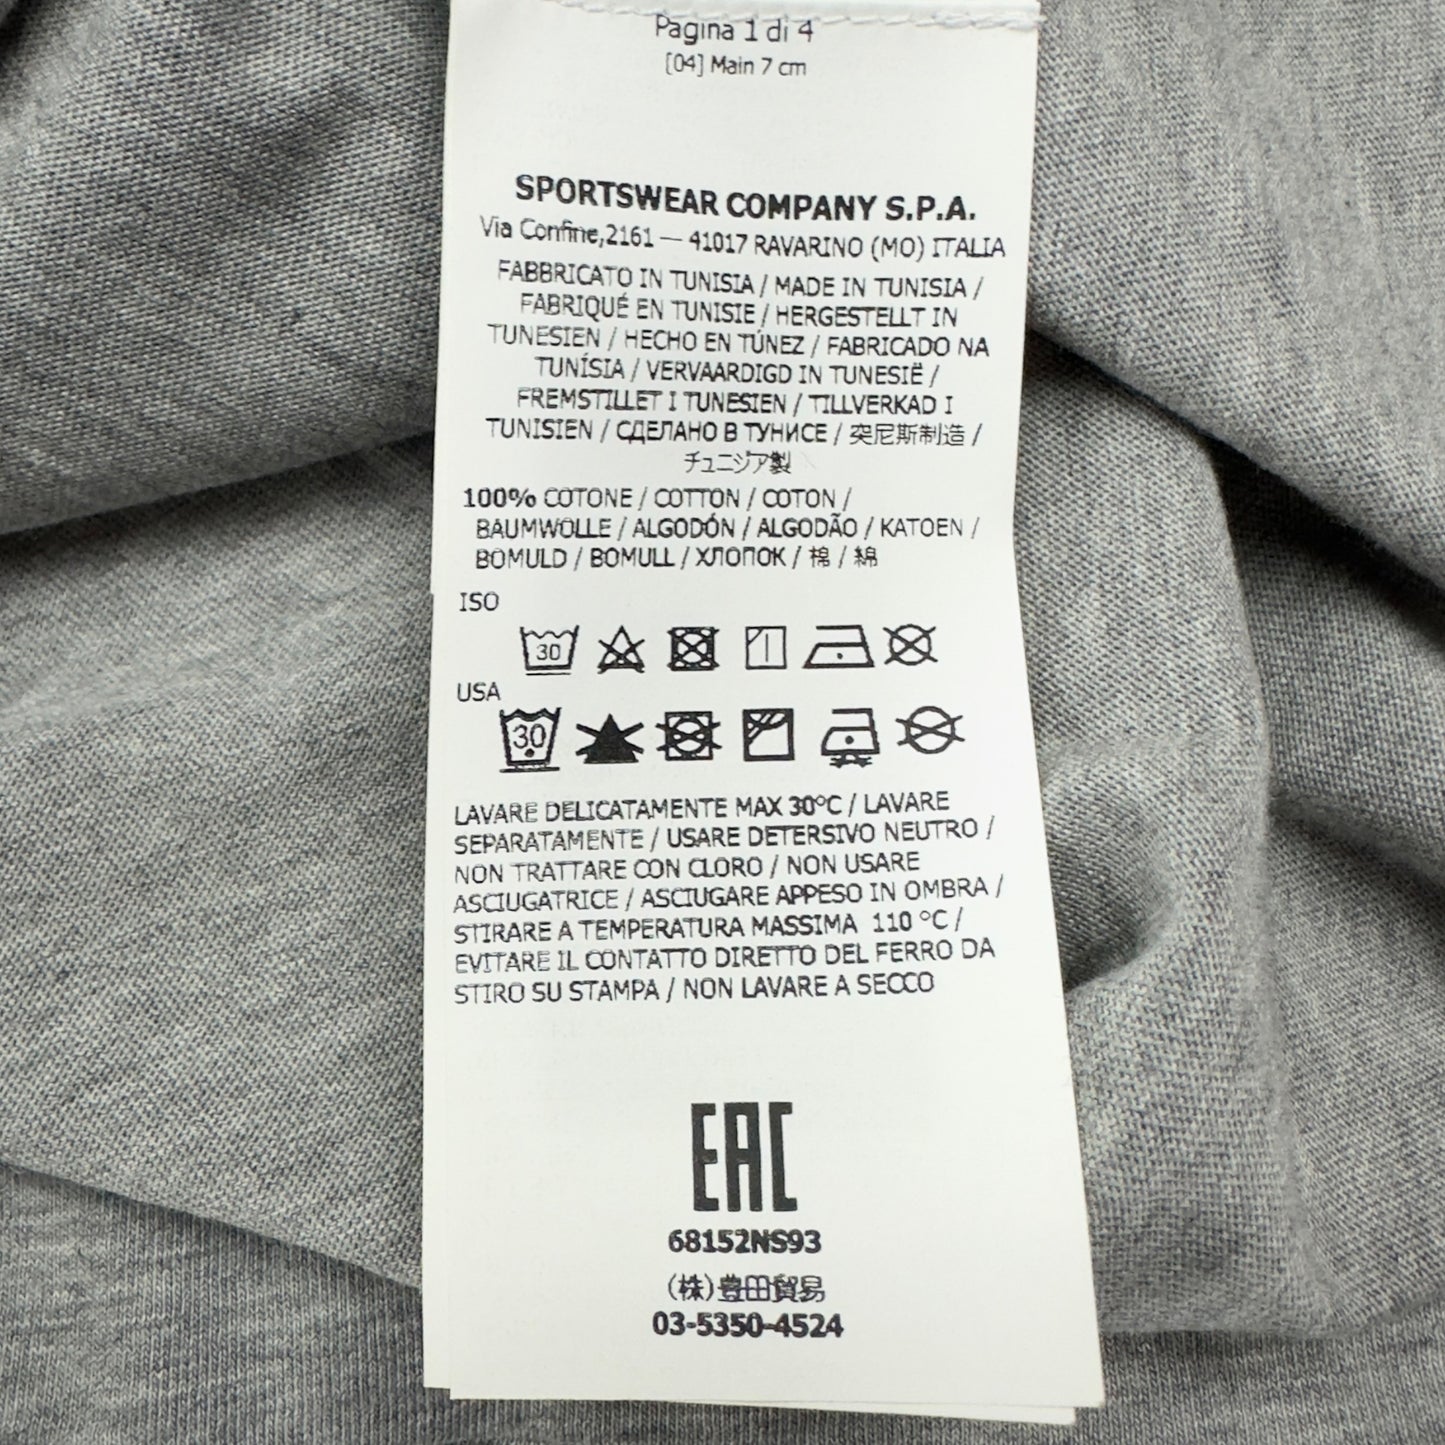 Pagina 1 di 4
[04] Main 7 cm
SPORTSWEAR COMPANY S.P.A.
Via Confine,2161 — 41017 RAVARINO (MO) ITALIA
FABBRICATO IN TUNISIA / MADE IN TUNISIA /
FABRIQUÉ EN TUNISIE / HERGESTELLT IN
TUNESIEN / HECHO EN TÚNEZ / FABRICADO NA
TUNÍSIA / VERVAARDIGD IN TUNESIË /
FREMSTILLET I TUNESIEN / TILLVERKAD I
TUNISIEN / СДЕЛАНО В ТУНИСЕ / 突尼斯制造 /
チュニジア製
100% COTONE / COTTON / COTON /
BAUMWOLLE / ALGODÓN / ALGODÃO / KATOEN /
BOMULD / BOMULL / ХЛОПОК / 棉 / 綿
ISO
30
USA
30
LAVARE DELICATAMENTE MAX 30°C / LAVARE
SEPARATAMENTE / USARE DETERSIVO NEUTRO /
NON TRATTARE CON CLORO / NON USARE
ASCIUGATRICE / ASCIUGARE APPESO IN OMBRA /
STIRARE A TEMPERATURA MASSIMA 110 °C /
EVITARE IL CONTATTO DIRETTO DEL FERRO DA
STIRO SU STAMPA / NON LAVARE A SECCO
EAC
68152NS93
(株)豊田貿易
03-5350-4524